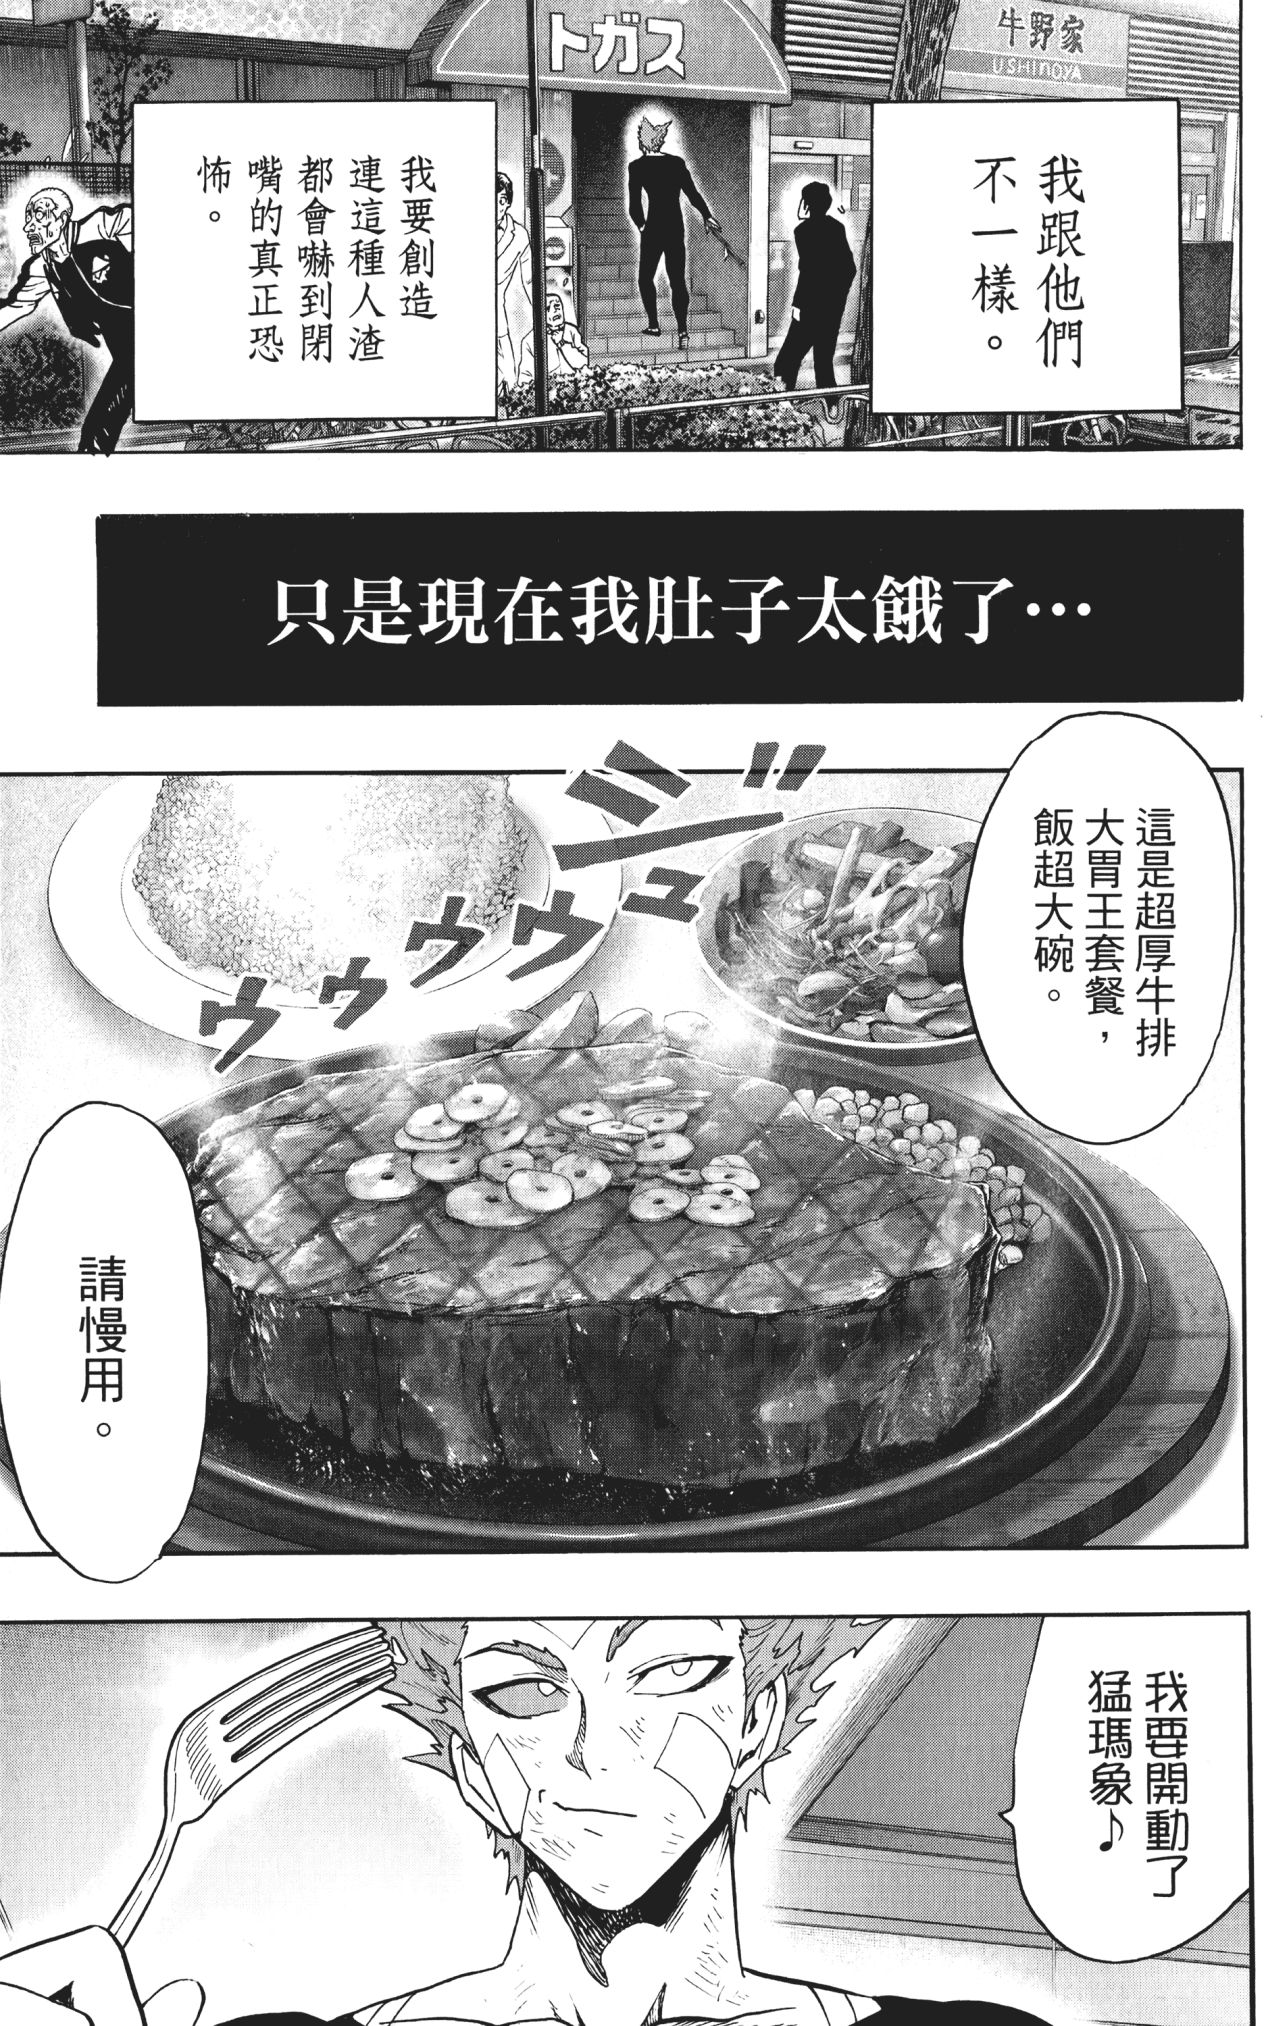 トガス
牛野家
USHINOYA
我跟他們
不一樣。
我要創造
連這種人渣
都會嚇到閉
嘴的真正恐
怖。
只是現在我肚子太餓了…
這是超厚牛排
大胃王套餐，
飯超大碗。
ジュウウゥゥ
請慢用。
我要開動了
猛瑪象♪